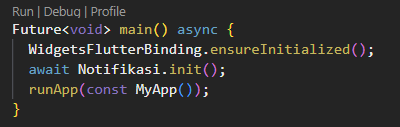 Run | Debug | Profile
Future<void> main() async {
  WidgetsFlutterBinding.ensureInitialized();
  await Notifikasi.init();
  runApp(const MyApp());
}